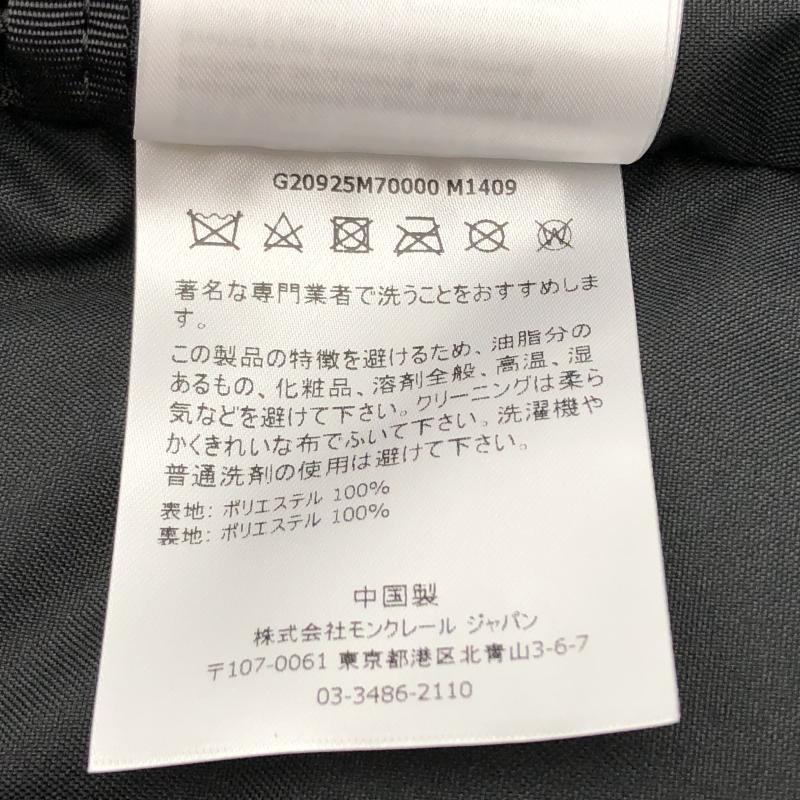 G20925M70000 M1409
著名な専門業者で洗うことをおすすめしま
す。
この製品の特徴を避けるため、油脂分の
あるもの、化粧品、溶剤全般、高温、湿
気などを避けて下さい。クリーニングは柔ら
かくきれいな布でふいて下さい。洗濯機や
普通洗剤の使用は避けて下さい。
表地: ポリエステル 100%
裏地: ポリエステル 100%
中国製
株式会社モンクレール ジャパン
〒107-0061 東京都港区北青山3-6-7
03-3486-2110